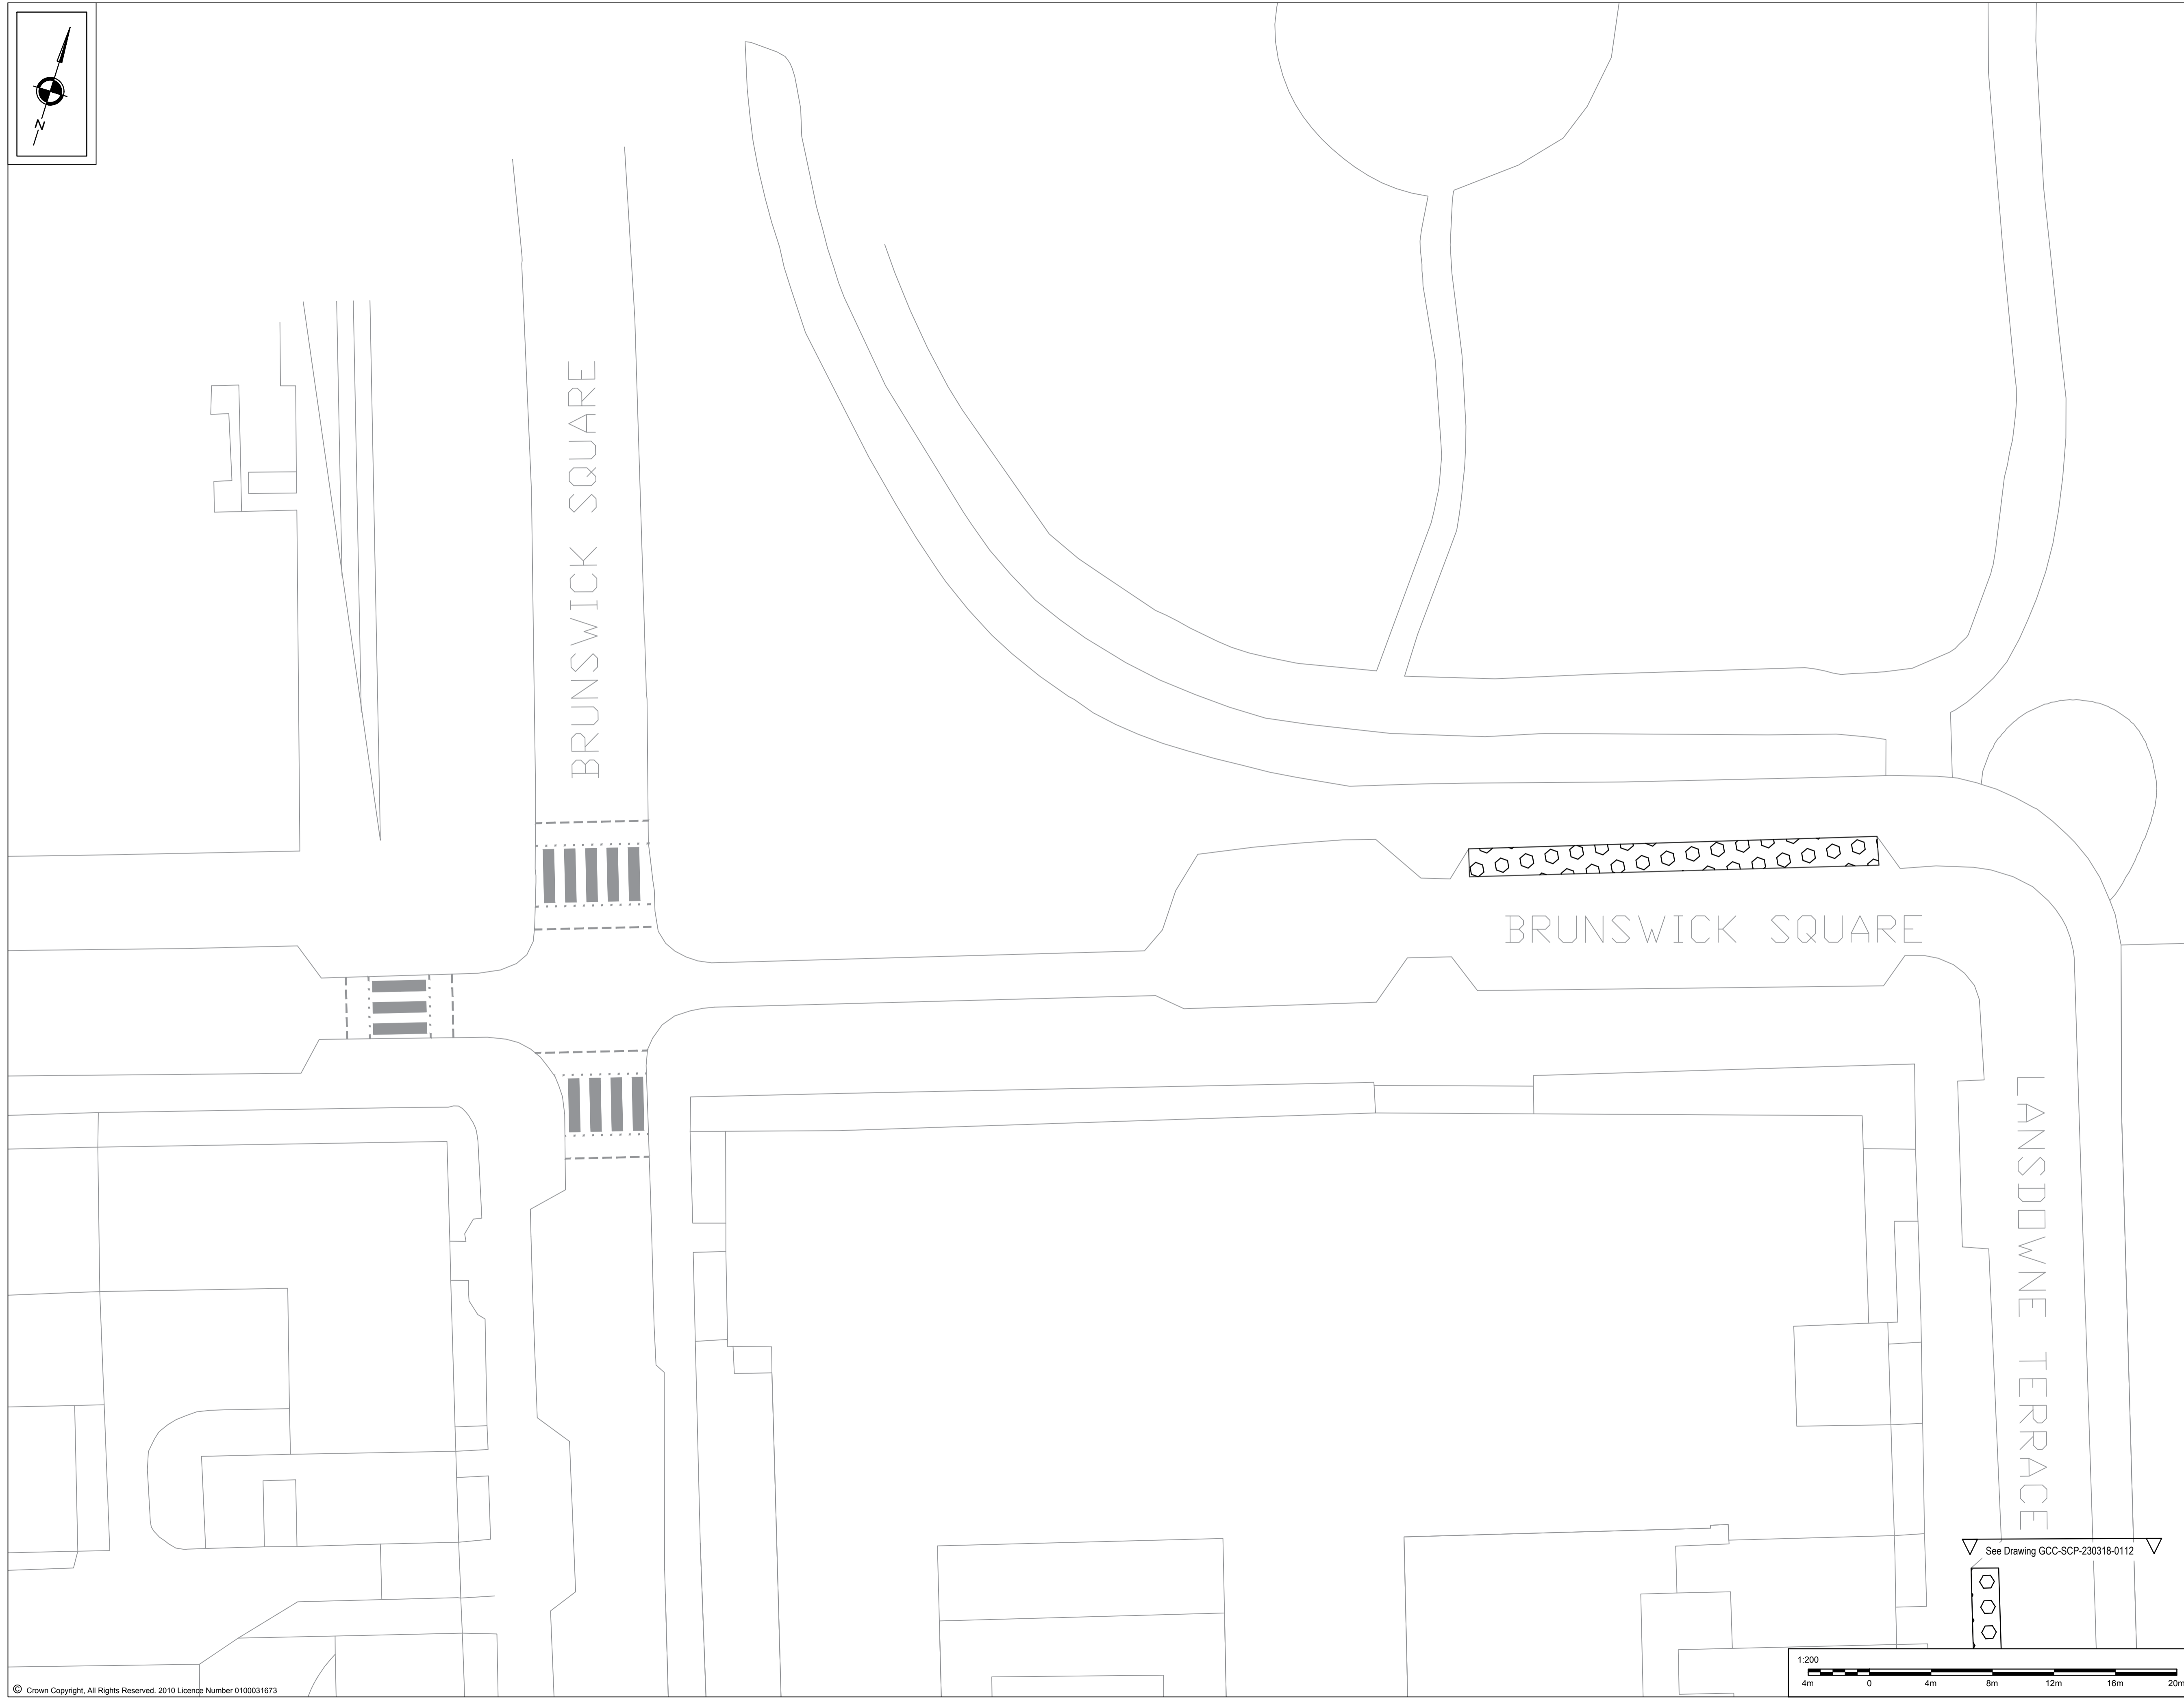 N
BRUNSWICK SQUARE
BRUNSWICK SQUARE
LANSDOWNE TERRACE
See Drawing GCC-SCP-230318-0112
1:200
4m 0 4m 8m 12m 16m 20m
© Crown Copyright, All Rights Reserved. 2010 Licence Number 0100031673